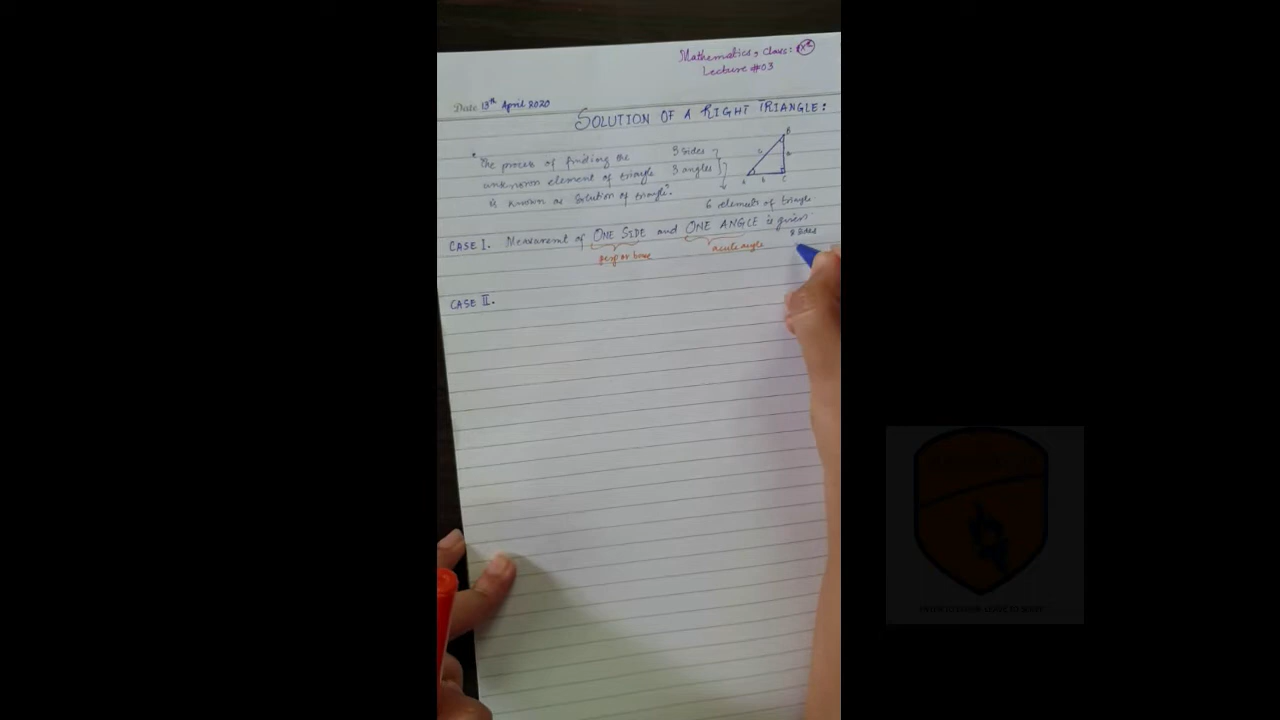 Mathematics, Class: IXth
Lecture #03
Date 13th April 2020
SOLUTION OF A RIGHT TRIANGLE:
"The process of finding the
unknown element of triangle
is known as solution of triangle".
3 sides
3 angles
6 elements of triangle
B
a
c
A
b
C
CASE I. Measurement of ONE SIDE and ONE ANGLE is given
perp or base
acute angle
sides
CASE II.